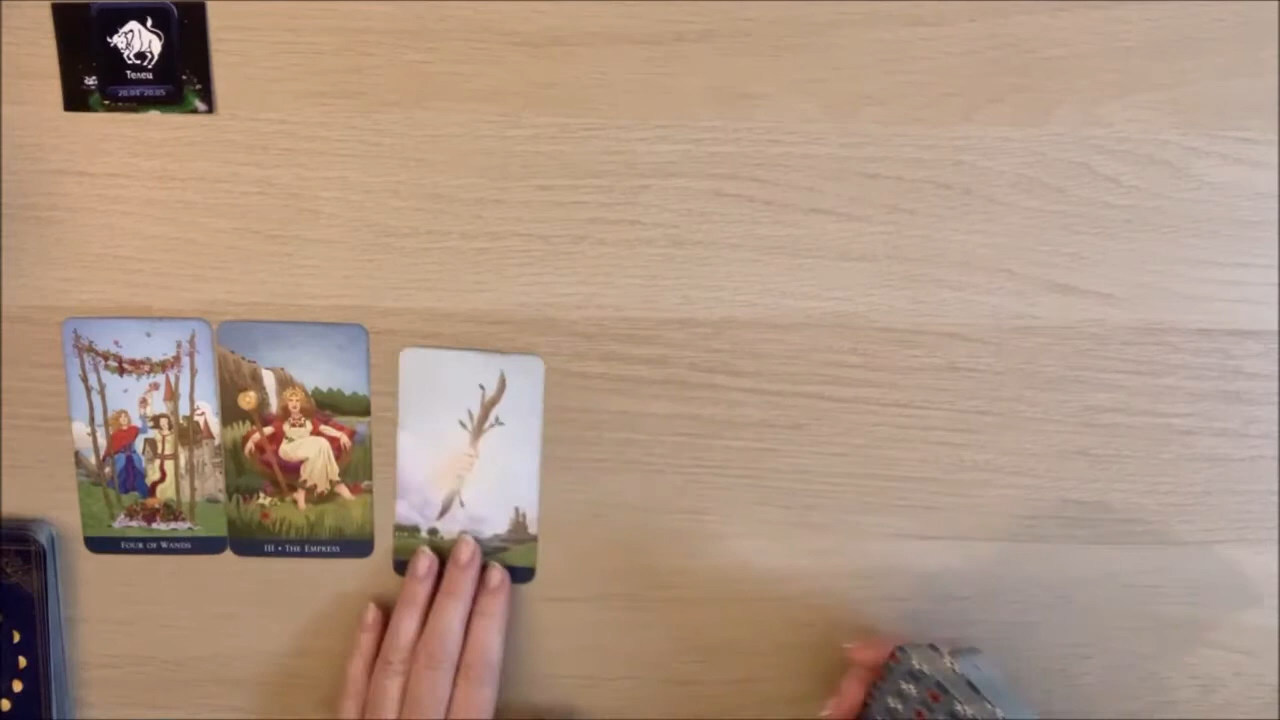 Телец
20.04-20.05
FOUR OF WANDS
III • THE EMPRESS